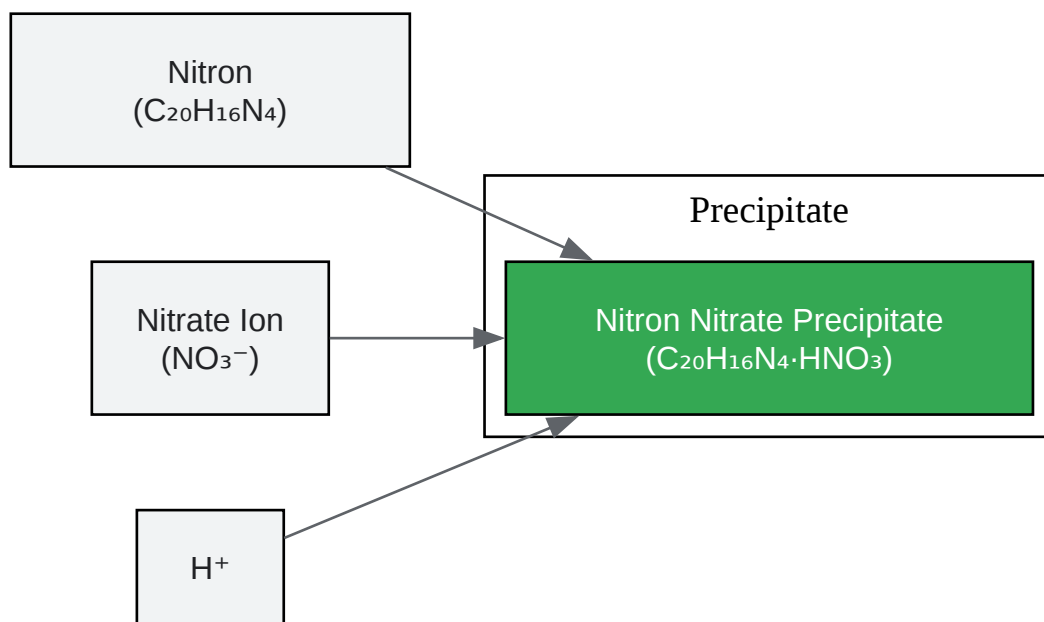 Nitron
(C₂₀H₁₆N₄)
Precipitate
Nitrate Ion
(NO₃⁻)
Nitron Nitrate Precipitate
(C₂₀H₁₆N₄·HNO₃)
H⁺